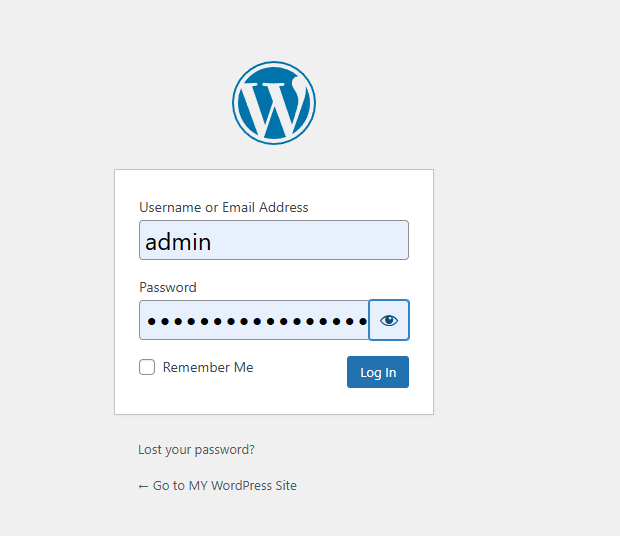 Username or Email Address
admin
Password
•••••••••••••••••
Remember Me
Log In
Lost your password?
← Go to MY WordPress Site